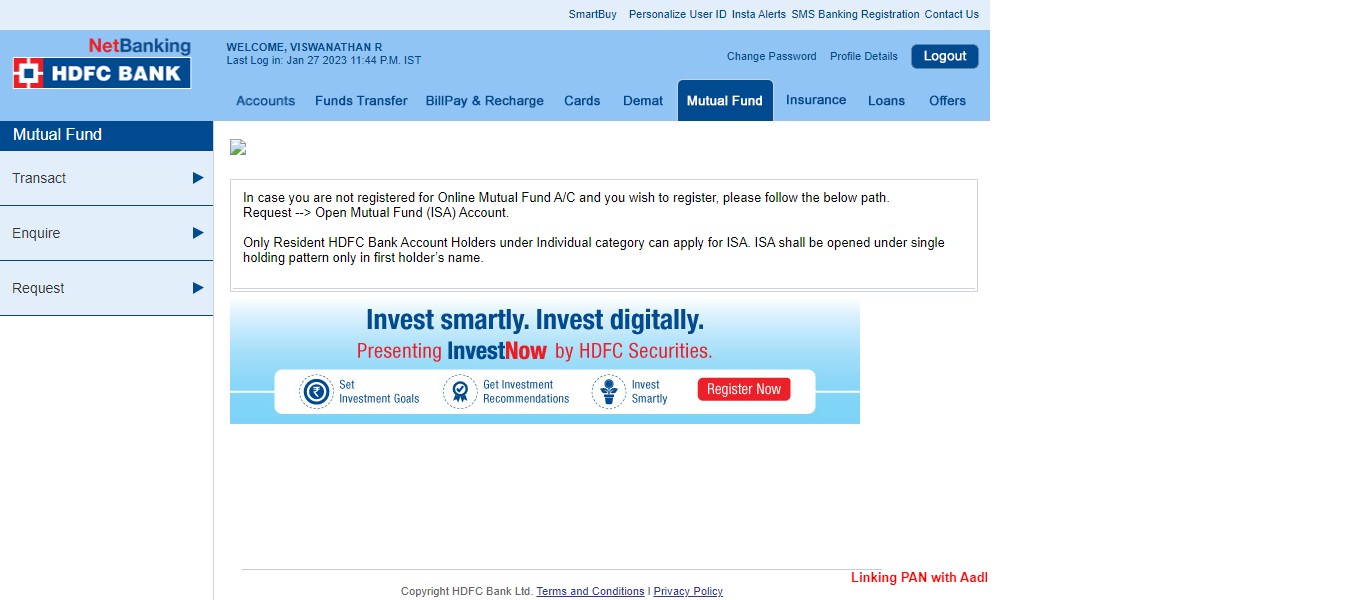 SmartBuy Personalize User ID Insta Alerts SMS Banking Registration Contact Us
NetBanking
HDFC BANK
WELCOME, VISWANATHAN R
Last Log in: Jan 27 2023 11:44 P.M. IST
Change Password Profile Details Logout
Accounts Funds Transfer BillPay & Recharge Cards Demat Mutual Fund Insurance Loans Offers
Mutual Fund
Transact
Enquire
Request
In case you are not registered for Online Mutual Fund A/C and you wish to register, please follow the below path.
Request --> Open Mutual Fund (ISA) Account.
Only Resident HDFC Bank Account Holders under Individual category can apply for ISA. ISA shall be opened under single
holding pattern only in first holder's name.
Invest smartly. Invest digitally.
Presenting InvestNow by HDFC Securities.
Set
Investment Goals
Get Investment
Recommendations
Invest
Smartly
Register Now
Linking PAN with Aad
Copyright HDFC Bank Ltd. Terms and Conditions I Privacy Policy